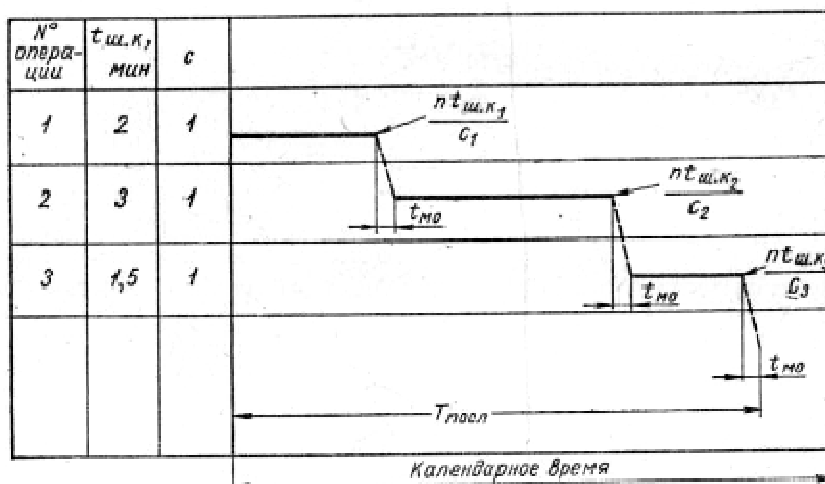 № опера-ции
tш.к, мин
c
1
2
1
ntш.к1
c1
2
3
1
tмо
ntш.к2
c2
3
1,5
1
tмо
ntш.к
c3
tмо
Tпосл
Календарное время